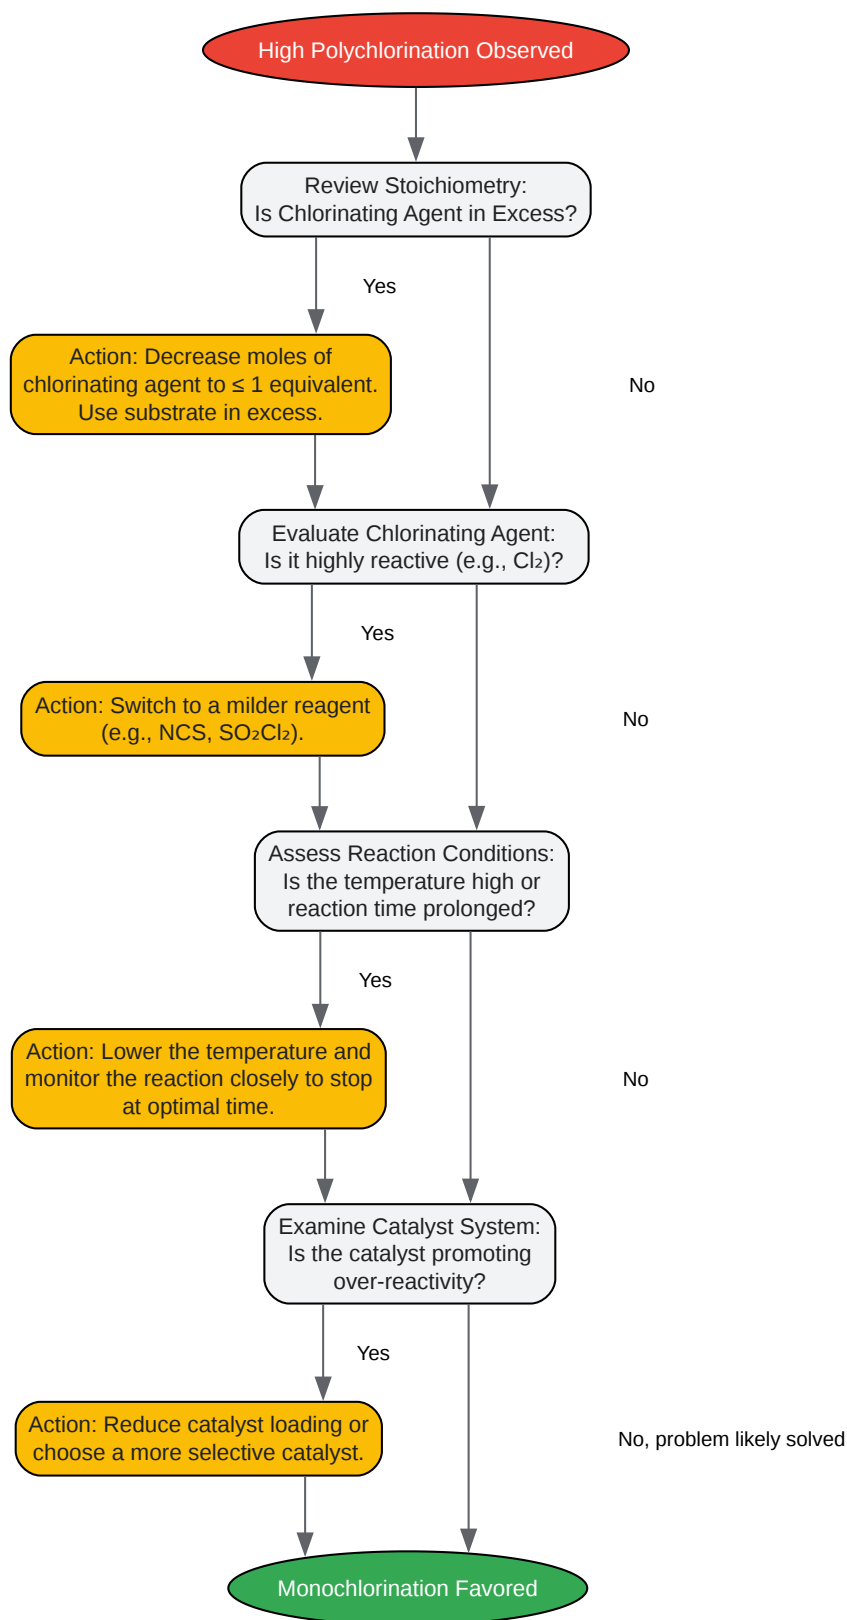 High Polychlorination Observed
Review Stoichiometry:
Is Chlorinating Agent in Excess?
Yes
Action: Decrease moles of
chlorinating agent to ≤ 1 equivalent.
Use substrate in excess.
No
Evaluate Chlorinating Agent:
Is it highly reactive (e.g., Cl₂)?
Yes
Action: Switch to a milder reagent
(e.g., NCS, SO₂Cl₂).
No
Assess Reaction Conditions:
Is the temperature high or
reaction time prolonged?
Yes
Action: Lower the temperature and
monitor the reaction closely to stop
at optimal time.
No
Examine Catalyst System:
Is the catalyst promoting
over-reactivity?
Yes
Action: Reduce catalyst loading or
choose a more selective catalyst.
No, problem likely solved
Monochlorination Favored